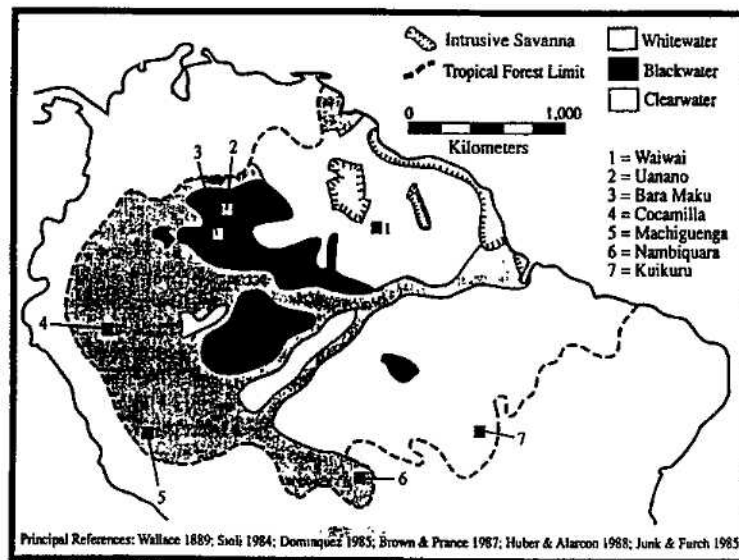 Intrusive Savanna
Tropical Forest Limit
0 1,000
Kilometers
Whitewater
Blackwater
Clearwater
1 = Waiwai
2 = Uanano
3 = Bara Maku
4 = Cocamilla
5 = Machiguenga
6 = Nambiquara
7 = Kuikuru
3 2
1
4
5
6
7
Principal References: Wallace 1889; Sioli 1984; Dominquez 1985; Brown & Prance 1987; Huber & Alarcon 1988; Junk & Furch 1985